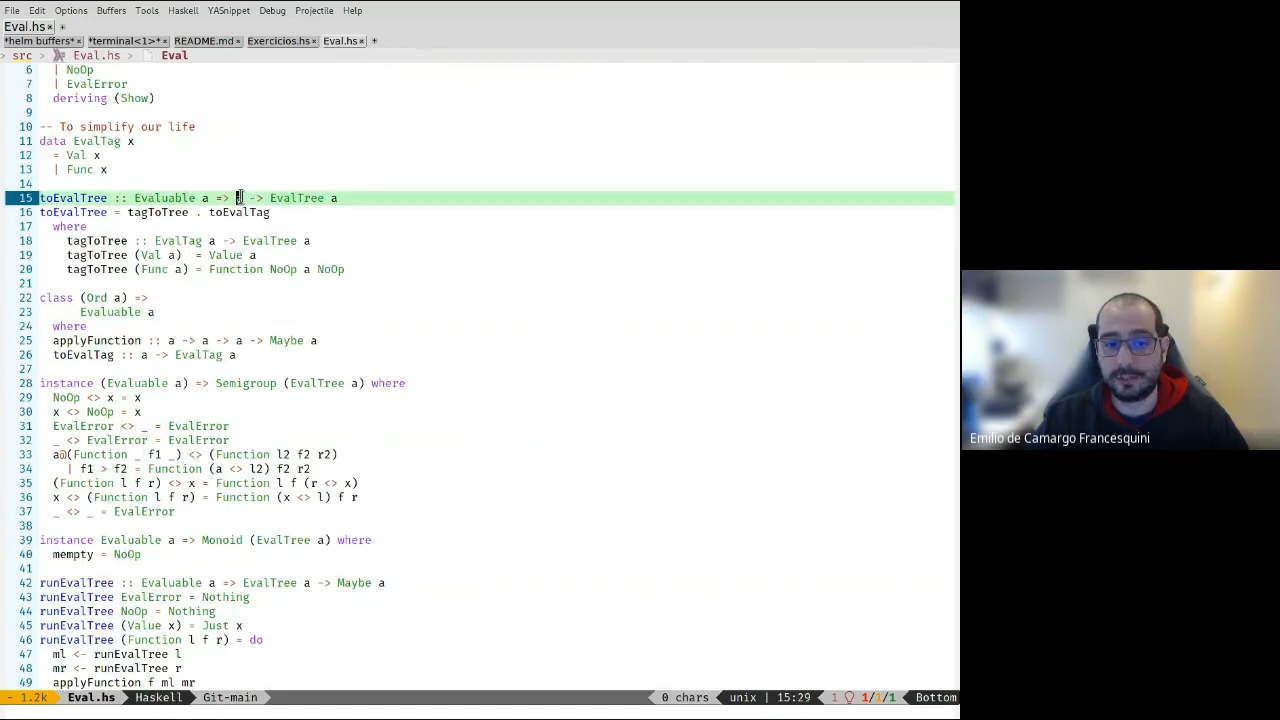 File Edit Options Buffers Tools Haskell YASnippet Debug Projectile Help
Eval.hs × +
*helm buffers* × *terminal<1>* × README.md × Exercícios.hs × Eval.hs × +
> src > Eval.hs > Eval
6 | NoOp
7 | EvalError
8 deriving (Show)
9
10 -- To simplify our life
11 data EvalTag x
12 = Val x
13 | Func x
14
15 toEvalTree :: Evaluable a => -> EvalTree a
16 toEvalTree = tagToTree . toEvalTag
17 where
18 tagToTree :: EvalTag a -> EvalTree a
19 tagToTree (Val a) = Value a
20 tagToTree (Func a) = Function NoOp a NoOp
21
22 class (Ord a) =>
23 Evaluable a
24 where
25 applyFunction :: a -> a -> a -> Maybe a
26 toEvalTag :: a -> EvalTag a
27
28 instance (Evaluable a) => Semigroup (EvalTree a) where
29 NoOp <> x = x
30 x <> NoOp = x
31 EvalError <> _ = EvalError
32 _ <> EvalError = EvalError
33 a@(Function _ f1 _) <> (Function l2 f2 r2)
34 | f1 > f2 = Function (a <> l2) f2 r2
35 (Function l f r) <> x = Function l f (r <> x)
36 x <> (Function l f r) = Function (x <> l) f r
37 _ <> _ = EvalError
38
39 instance Evaluable a => Monoid (EvalTree a) where
40 mempty = NoOp
41
42 runEvalTree :: Evaluable a => EvalTree a -> Maybe a
43 runEvalTree EvalError = Nothing
44 runEvalTree NoOp = Nothing
45 runEvalTree (Value x) = Just x
46 runEvalTree (Function l f r) = do
47 ml <- runEvalTree l
48 mr <- runEvalTree r
49 applyFunction f ml mr
- 1.2k Eval.hs Haskell Git-main 0 chars unix | 15:29 1 1/1/1 Bottom
Emilio de Camargo Francesquini